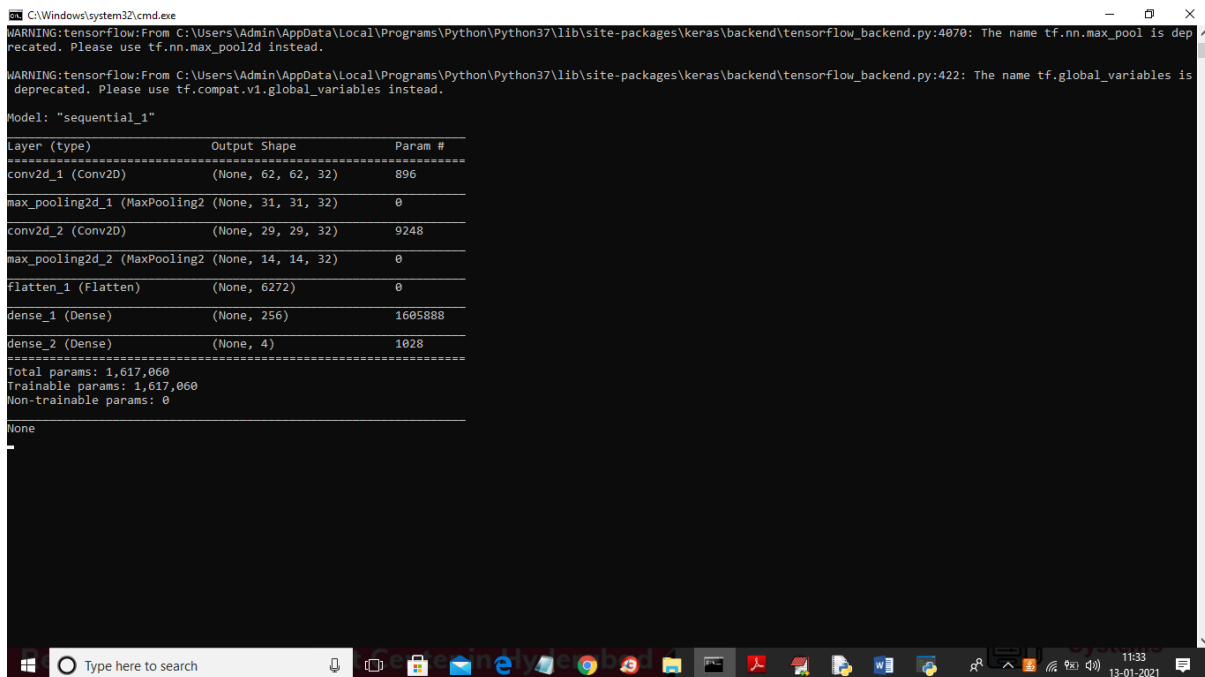 C:\Windows\system32\cmd.exe
WARNING:tensorflow:From C:\Users\Admin\AppData\Local\Programs\Python\Python37\lib\site-packages\keras\backend\tensorflow_backend.py:4070: The name tf.nn.max_pool is dep
recated. Please use tf.nn.max_pool2d instead.
WARNING:tensorflow:From C:\Users\Admin\AppData\Local\Programs\Python\Python37\lib\site-packages\keras\backend\tensorflow_backend.py:422: The name tf.global_variables is
deprecated. Please use tf.compat.v1.global_variables instead.
Model: "sequential_1"
Layer (type) Output Shape Param #
conv2d_1 (Conv2D) (None, 62, 62, 32) 896
max_pooling2d_1 (MaxPooling2 (None, 31, 31, 32) 0
conv2d_2 (Conv2D) (None, 29, 29, 32) 9248
max_pooling2d_2 (MaxPooling2 (None, 14, 14, 32) 0
flatten_1 (Flatten) (None, 6272) 0
dense_1 (Dense) (None, 256) 1605888
dense_2 (Dense) (None, 4) 1028
Total params: 1,617,060
Trainable params: 1,617,060
Non-trainable params: 0
None
Type here to search
11:33
13-01-2021